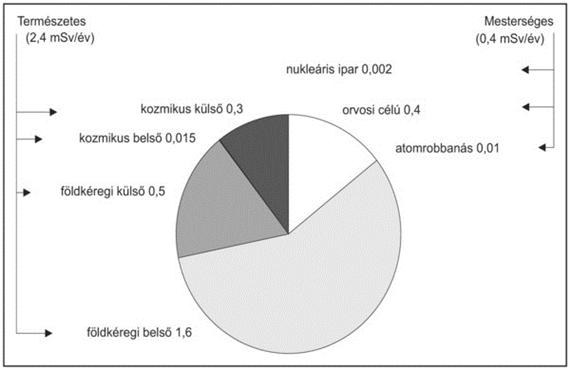 Természetes
(2,4 mSv/év)
Mesterséges
(0,4 mSv/év)
nukleáris ipar 0,002
kozmikus külső 0,3
orvosi célú 0,4
kozmikus belső 0,015
atomrobbanás 0,01
földkéregi külső 0,5
földkéregi belső 1,6